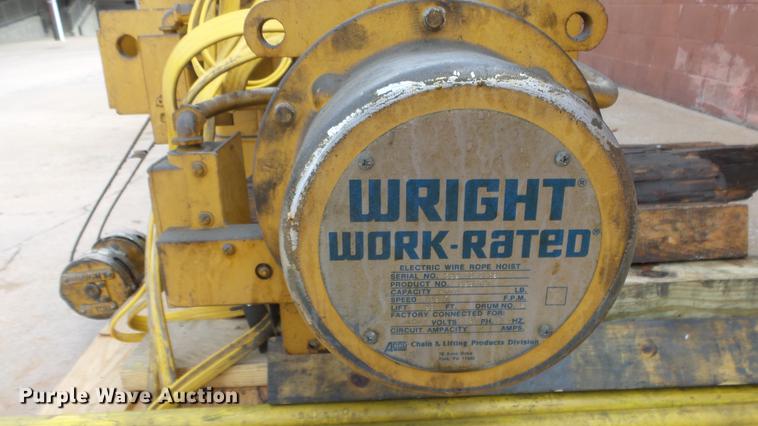 WRIGHT®
WORK-RATED®
ELECTRIC WIRE ROPE HOIST
SERIAL NO.
PRODUCT NO.
CAPACITY LB.
SPEED F.P.M.
LIFT FT. DRUM NO.
FACTORY CONNECTED FOR:
VOLTS PH. HZ.
CIRCUIT AMPACITY AMPS.
ACCO Chain & Lifting Products Division
Purple Wave Auction